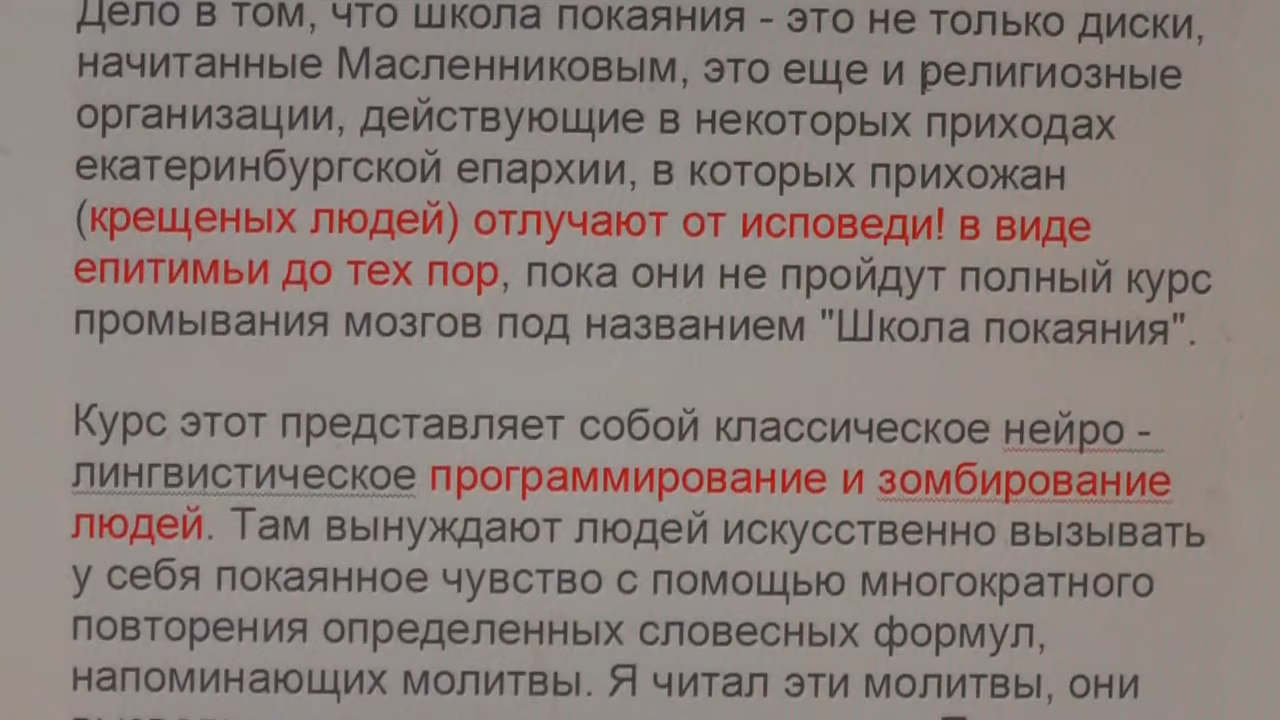 Дело в том, что школа покаяния - это не только диски,
начитанные Масленниковым, это еще и религиозные
организации, действующие в некоторых приходах
екатеринбургской епархии, в которых прихожан
(крещеных людей) отлучают от исповеди! в виде
епитимьи до тех пор, пока они не пройдут полный курс
промывания мозгов под названием "Школа покаяния".
Курс этот представляет собой классическое нейро -
лингвистическое программирование и зомбирование
людей. Там вынуждают людей искусственно вызывать
у себя покаянное чувство с помощью многократного
повторения определенных словесных формул,
напоминающих молитвы. Я читал эти молитвы, они